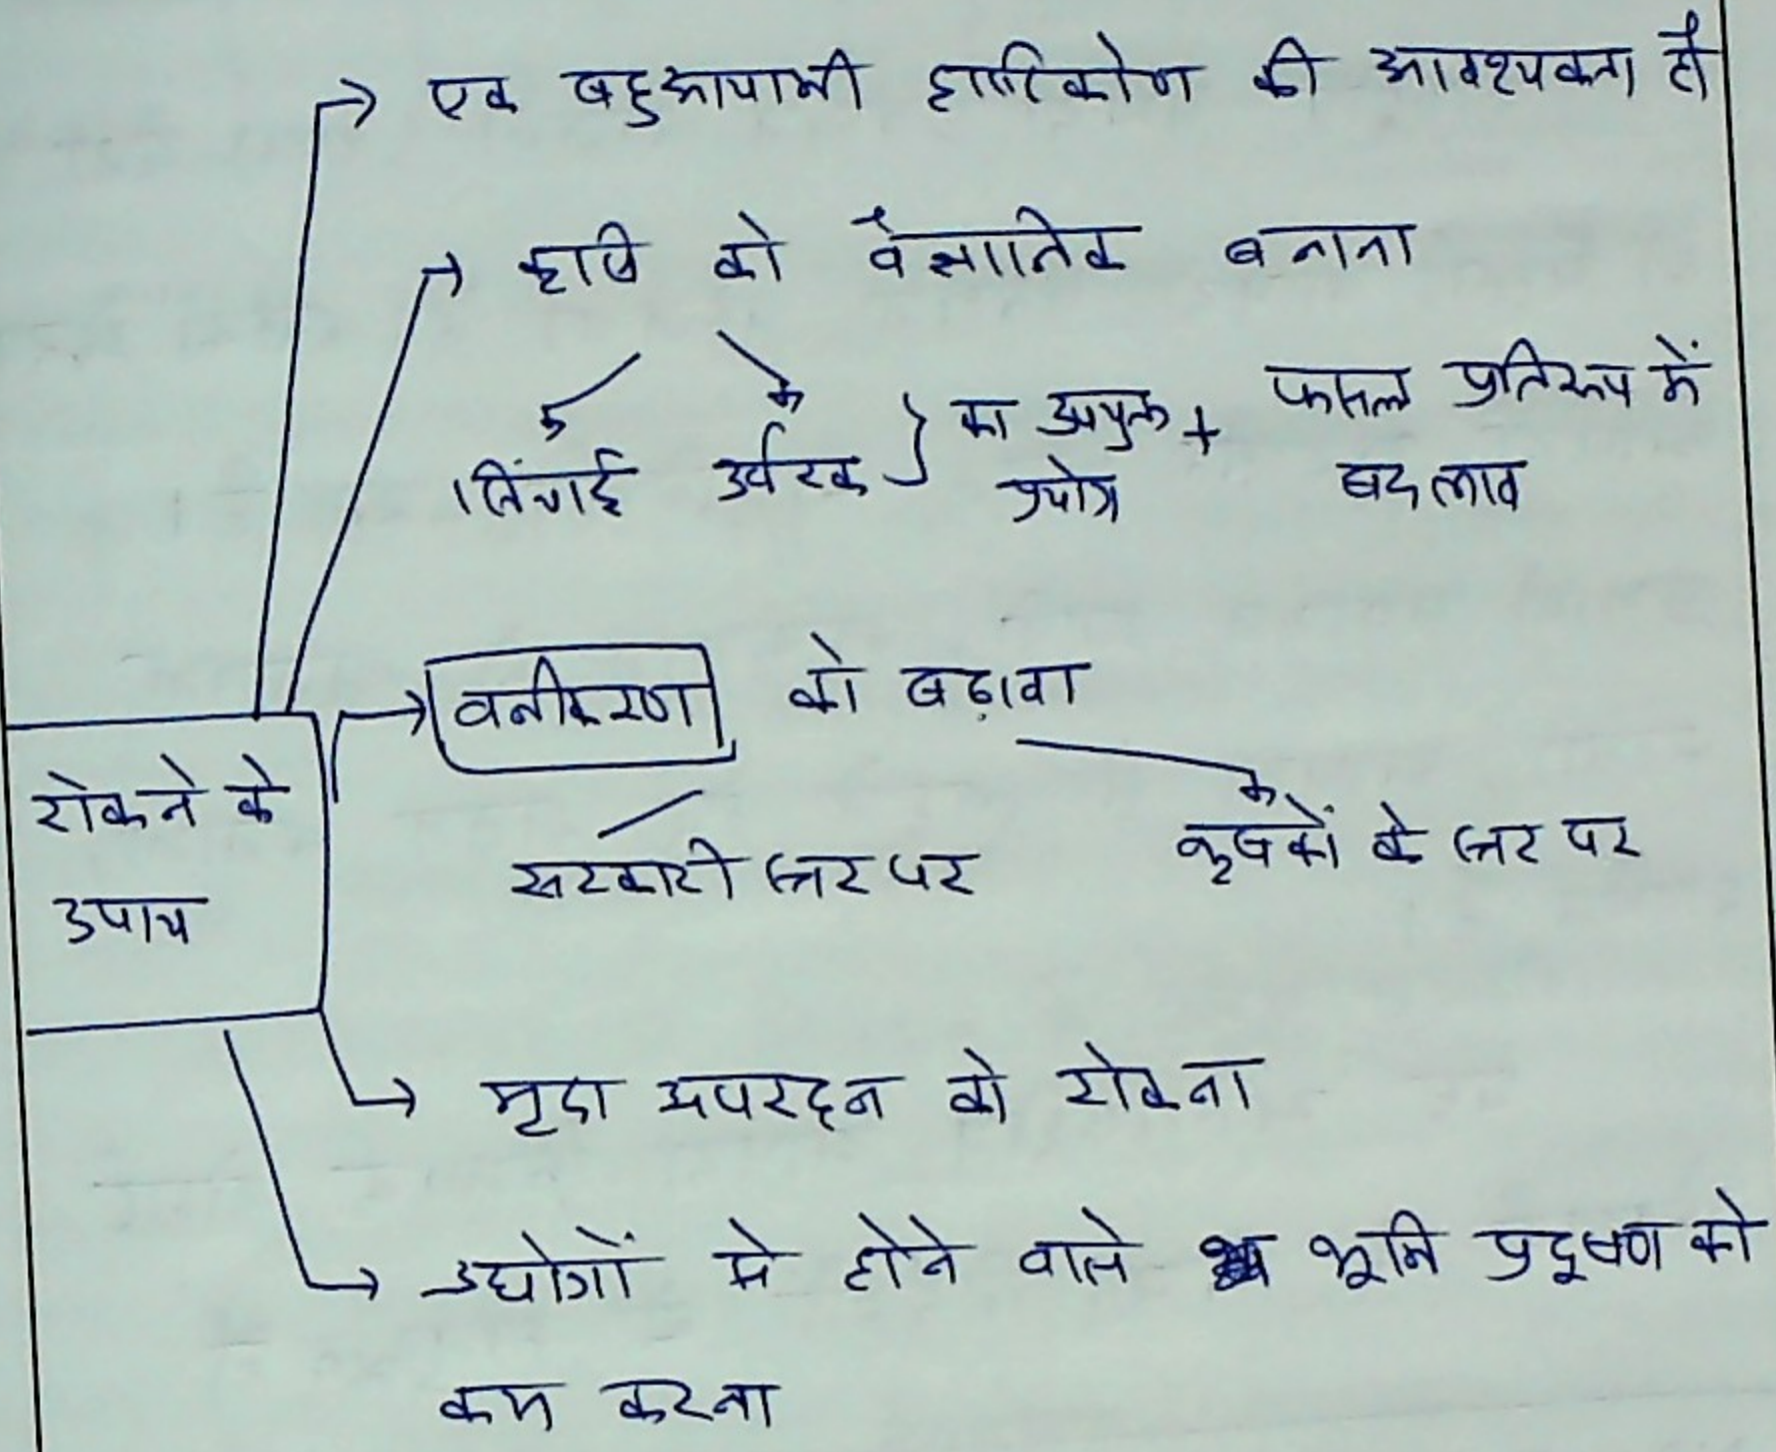 एक बहुआयामी दृष्टिकोण की आवश्यकता है
कृषि को वैज्ञानिक बनाना
सिंचाई उर्वरक } का उपयुक्त + फसल प्रतिरूप में
प्रयोग बदलाव
वनीकरण को बढ़ावा
रोकने के
उपाय
सरकारी स्तर पर कृषकों के स्तर पर
मृदा अपरदन को रोकना
उद्योगों से होने वाले भूमि प्रदूषण को
कम करना